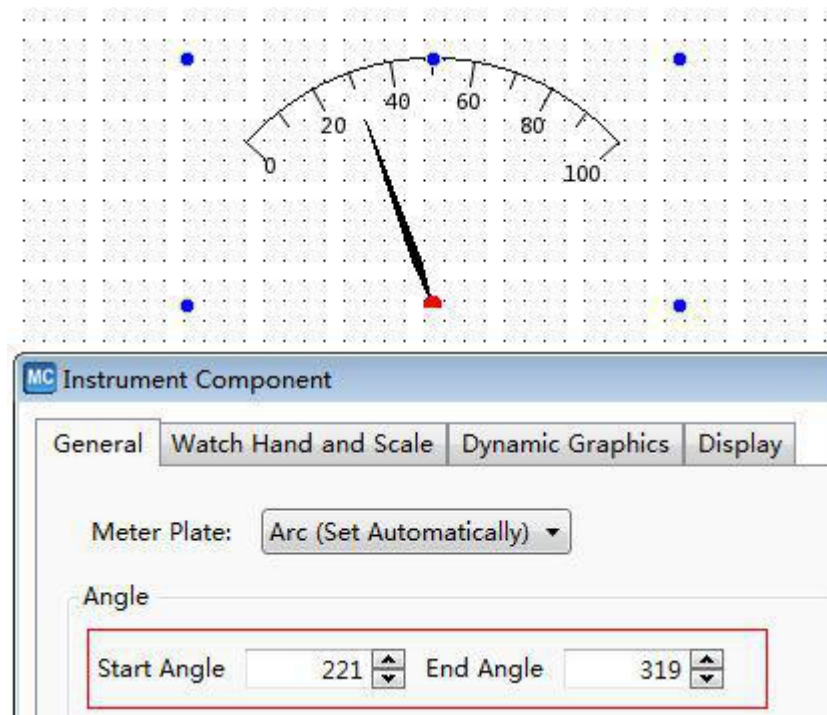 0 20 40 60 80 100
MC Instrument Component
General Watch Hand and Scale Dynamic Graphics Display
Meter Plate: Arc (Set Automatically)
Angle
Start Angle 221 End Angle 319